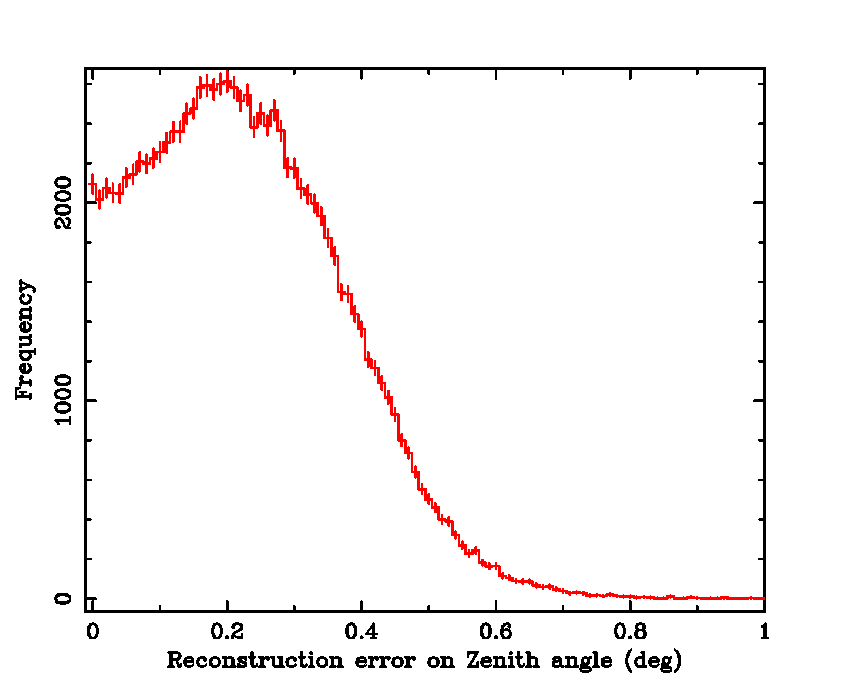 2000
1000
0
Frequency
0 0.2 0.4 0.6 0.8 1
Reconstruction error on Zenith angle (deg)